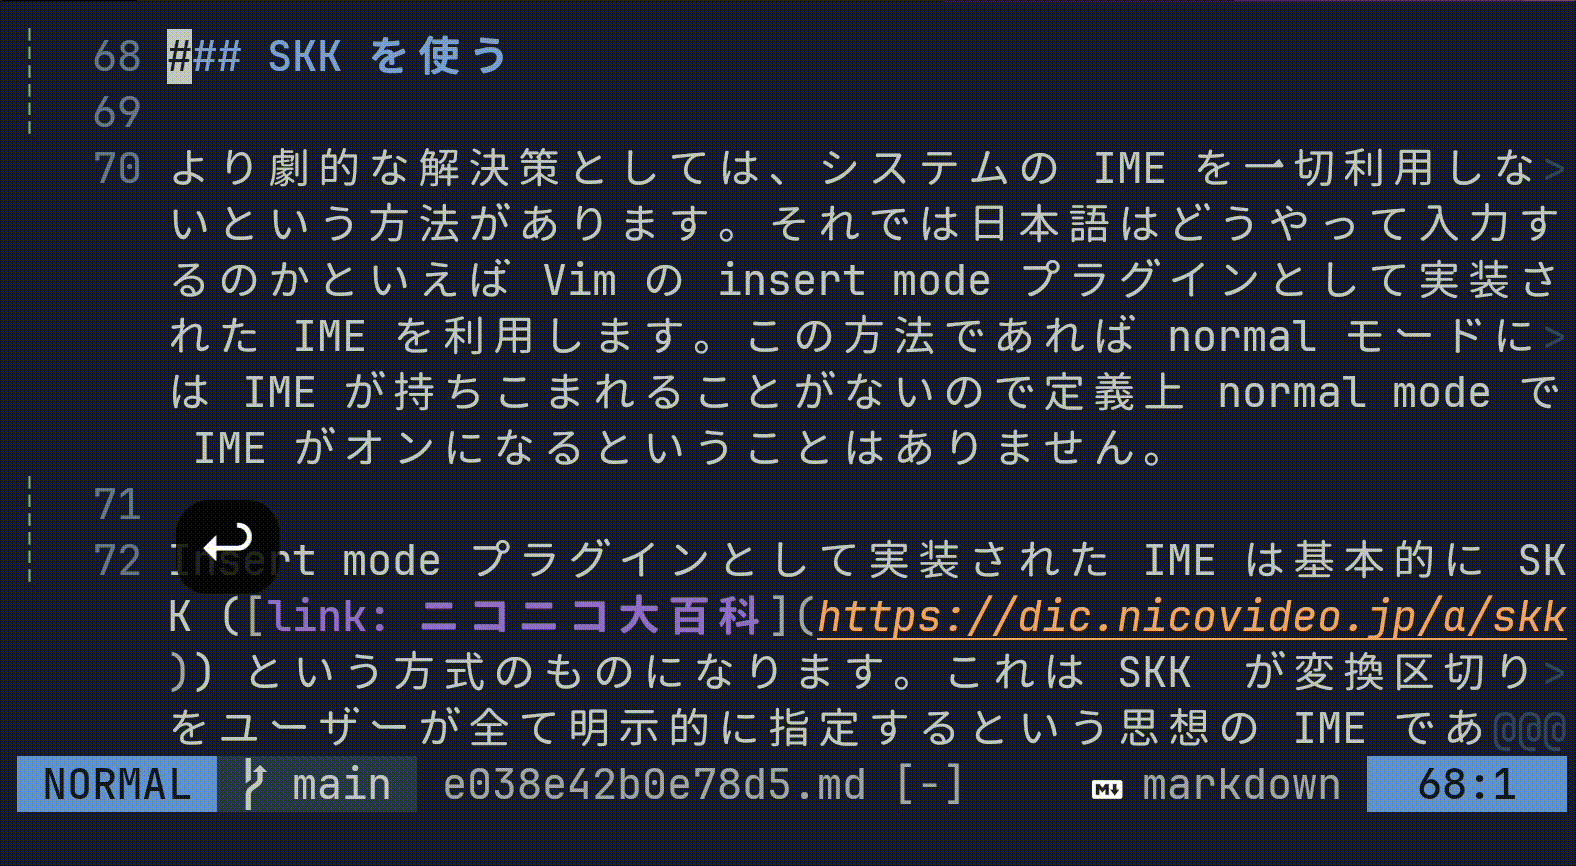 68 ### SKK を使う
69
70 より劇的な解決策としては、システムの IME を一切利用しな>
いという方法があります。それでは日本語はどうやって入力す
るのかといえば Vim の insert mode プラグインとして実装さ
れた IME を利用します。この方法であれば normal モードに>
は IME が持ちこまれることがないので定義上 normal mode で
IME がオンになるということはありません。
71
72 Insert mode プラグインとして実装された IME は基本的に SK
K ([link: ニコニコ大百科](https://dic.nicovideo.jp/a/skk
)) という方式のものになります。これは SKK  が変換区切り>
をユーザーが全て明示的に指定するという思想の IME であ@@@
NORMAL main e038e42b0e78d5.md [-] M↓ markdown 68:1